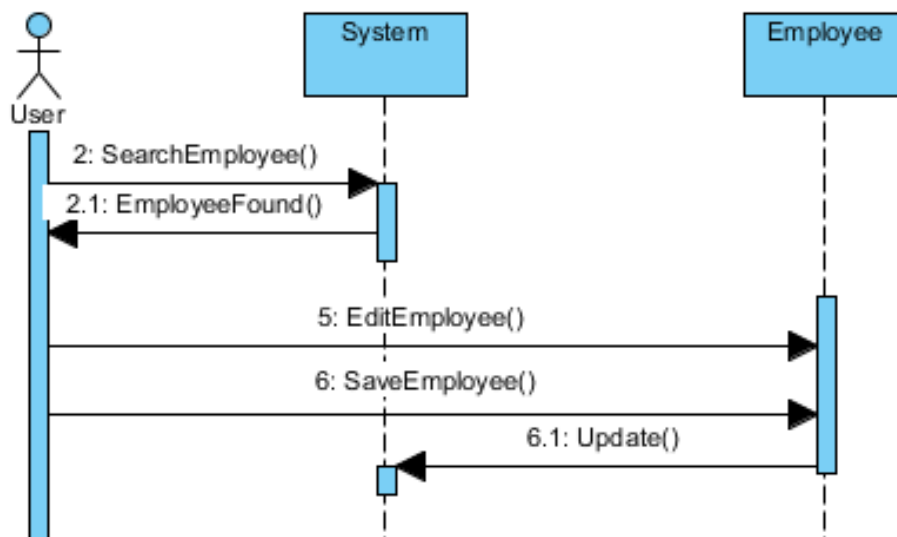 System
Employee
User
2: SearchEmployee()
2.1: EmployeeFound()
5: EditEmployee()
6: SaveEmployee()
6.1: Update()